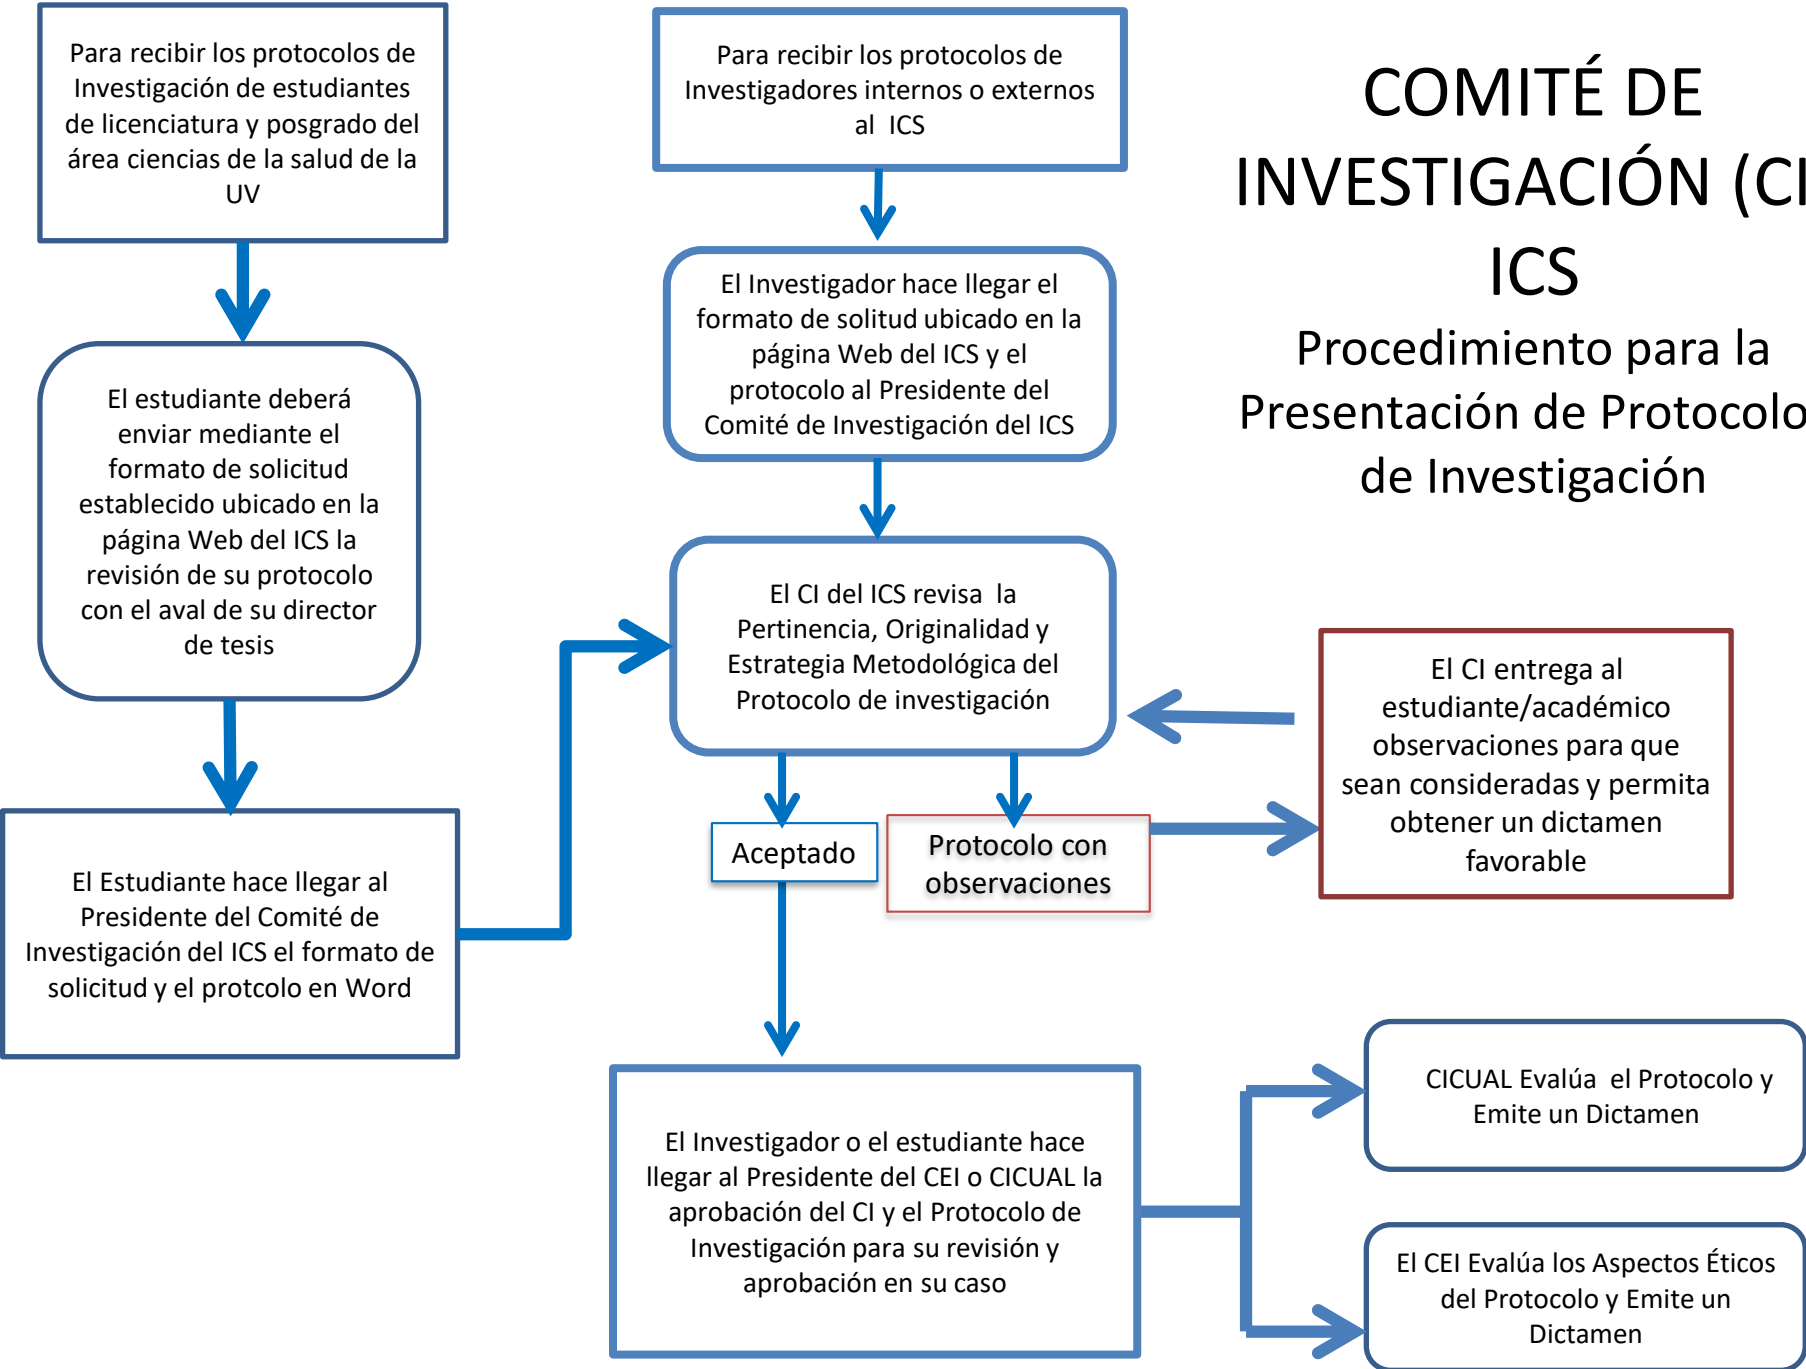 Para recibir los protocolos de
Investigación de estudiantes
de licenciatura y posgrado del
área ciencias de la salud de la
UV
El estudiante deberá
enviar mediante el
formato de solicitud
establecido ubicado en la
página Web del ICS la
revisión de su protocolo
con el aval de su director
de tesis
El Estudiante hace llegar al
Presidente del Comité de
Investigación del ICS el formato de
solicitud y el protcolo en Word
Para recibir los protocolos de
Investigadores internos o externos
al ICS
El Investigador hace llegar el
formato de solitud ubicado en la
página Web del ICS y el
protocolo al Presidente del
Comité de Investigación del ICS
El CI del ICS revisa la
Pertinencia, Originalidad y
Estrategia Metodológica del
Protocolo de investigación
Aceptado
Protocolo con
observaciones
El Investigador o el estudiante hace
llegar al Presidente del CEI o CICUAL la
aprobación del CI y el Protocolo de
Investigación para su revisión y
aprobación en su caso
COMITÉ DE
INVESTIGACIÓN (CI
ICS
Procedimiento para la
Presentación de Protocolo
de Investigación
El CI entrega al
estudiante/académico
observaciones para que
sean consideradas y permita
obtener un dictamen
favorable
CICUAL Evalúa el Protocolo y
Emite un Dictamen
El CEI Evalúa los Aspectos Éticos
del Protocolo y Emite un
Dictamen